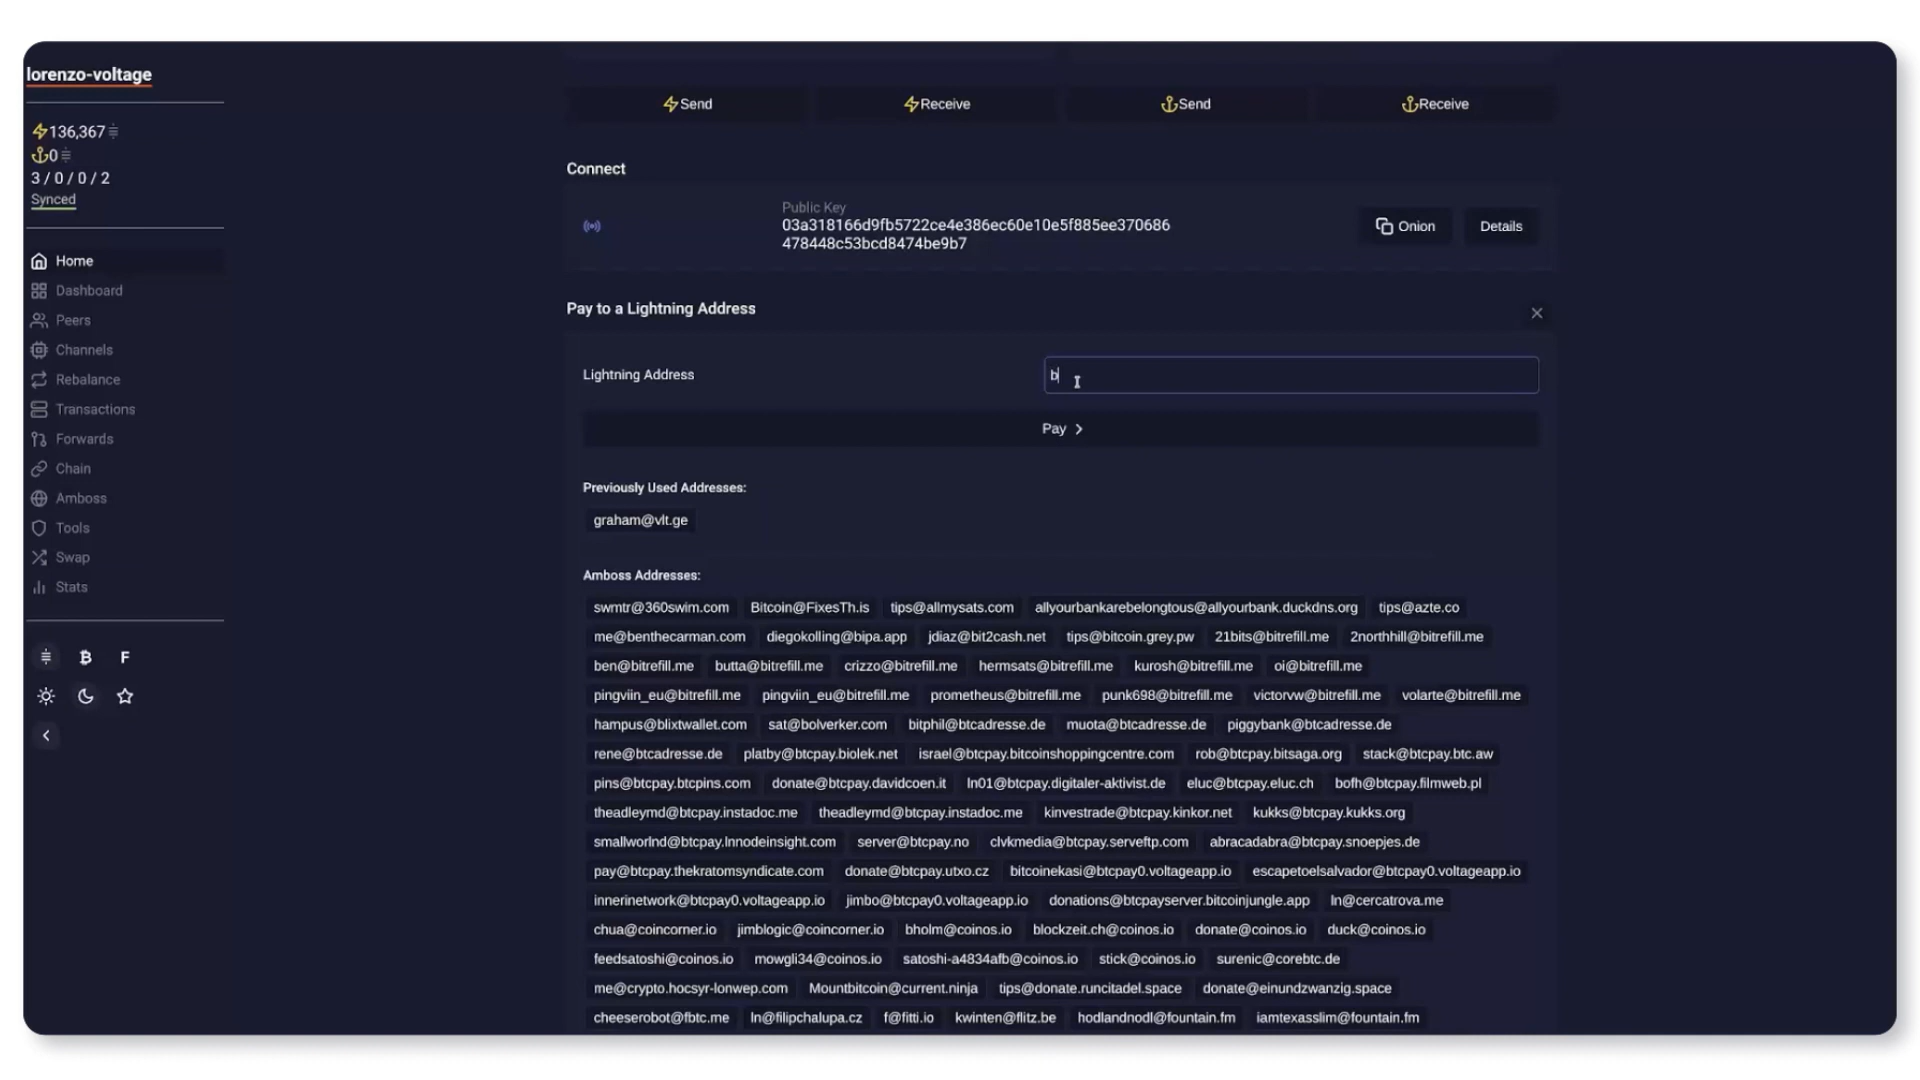 lorenzo-voltage
136,367
0
3 / 0 / 0 / 2
Synced
Home
Dashboard
Peers
Channels
Rebalance
Transactions
Forwards
Chain
Amboss
Tools
Swap
Stats
F
Send Receive Send Receive
Connect
Public Key
03a318166d9fb5722ce4e386ec60e10e5f885ee370686
478448c53bcd8474be9b7
Onion Details
Pay to a Lightning Address
Lightning Address b
Pay
Previously Used Addresses:
graham@vlt.ge
Amboss Addresses:
swmtr@360swim.com Bitcoin@FixesTh.is tips@allmysats.com allyourbankarebelongtous@allyourbank.duckdns.org tips@azte.co
me@benthecarman.com diegokolling@bipa.app jdiaz@bit2cash.net tips@bitcoin.grey.pw 21bits@bitrefill.me 2northhill@bitrefill.me
ben@bitrefill.me butta@bitrefill.me crizzo@bitrefill.me hermsats@bitrefill.me kurosh@bitrefill.me oi@bitrefill.me
pingviin_eu@bitrefill.me pingviin_eu@bitrefill.me prometheus@bitrefill.me punk698@bitrefill.me victorvw@bitrefill.me volarte@bitrefill.me
hampus@blixtwallet.com sat@bolverker.com bitphil@btcadresse.de muota@btcadresse.de piggybank@btcadresse.de
rene@btcadresse.de platby@btcpay.biolek.net israel@btcpay.bitcoinshoppingcentre.com rob@btcpay.bitsaga.org stack@btcpay.btc.aw
pins@btcpay.btcpins.com donate@btcpay.davidcoen.it ln01@btcpay.digitaler-aktivist.de eluc@btcpay.eluc.ch bofh@btcpay.filmweb.pl
theadleymd@btcpay.instadoc.me theadleymd@btcpay.instadoc.me kinvestrade@btcpay.kinkor.net kukks@btcpay.kukks.org
smallworlnd@btcpay.lnnodeinsight.com server@btcpay.no clvkmedia@btcpay.serveftp.com abracadabra@btcpay.snoepjes.de
pay@btcpay.thekratomsyndicate.com donate@btcpay.utxo.cz bitcoinekasi@btcpay0.voltageapp.io escapetoelsalvador@btcpay0.voltageapp.io
innerinetwork@btcpay0.voltageapp.io jimbo@btcpay0.voltageapp.io donations@btcpayserver.bitcoinjungle.app ln@cercatrova.me
chua@coincorner.io jimblogic@coincorner.io bholm@coinos.io blockzeit.ch@coinos.io donate@coinos.io duck@coinos.io
feedsatoshi@coinos.io mowgli34@coinos.io satoshi-a4834afb@coinos.io stick@coinos.io surenic@corebtc.de
me@crypto.hocsyr-lonwep.com Mountbitcoin@current.ninja tips@donate.runcitadel.space donate@einundzwanzig.space
cheeserobot@fbtc.me ln@filipchalupa.cz f@fitti.io kwinten@flitz.be hodlandnodl@fountain.fm iamtexasslim@fountain.fm